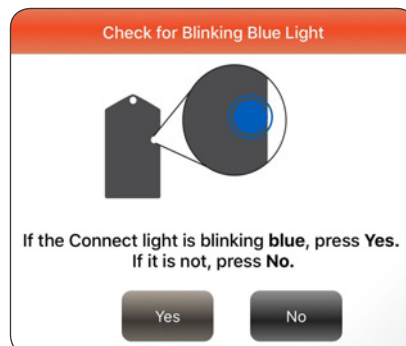 Check for Blinking Blue Light
If the Connect light is blinking blue, press Yes.
If it is not, press No.
Yes
No